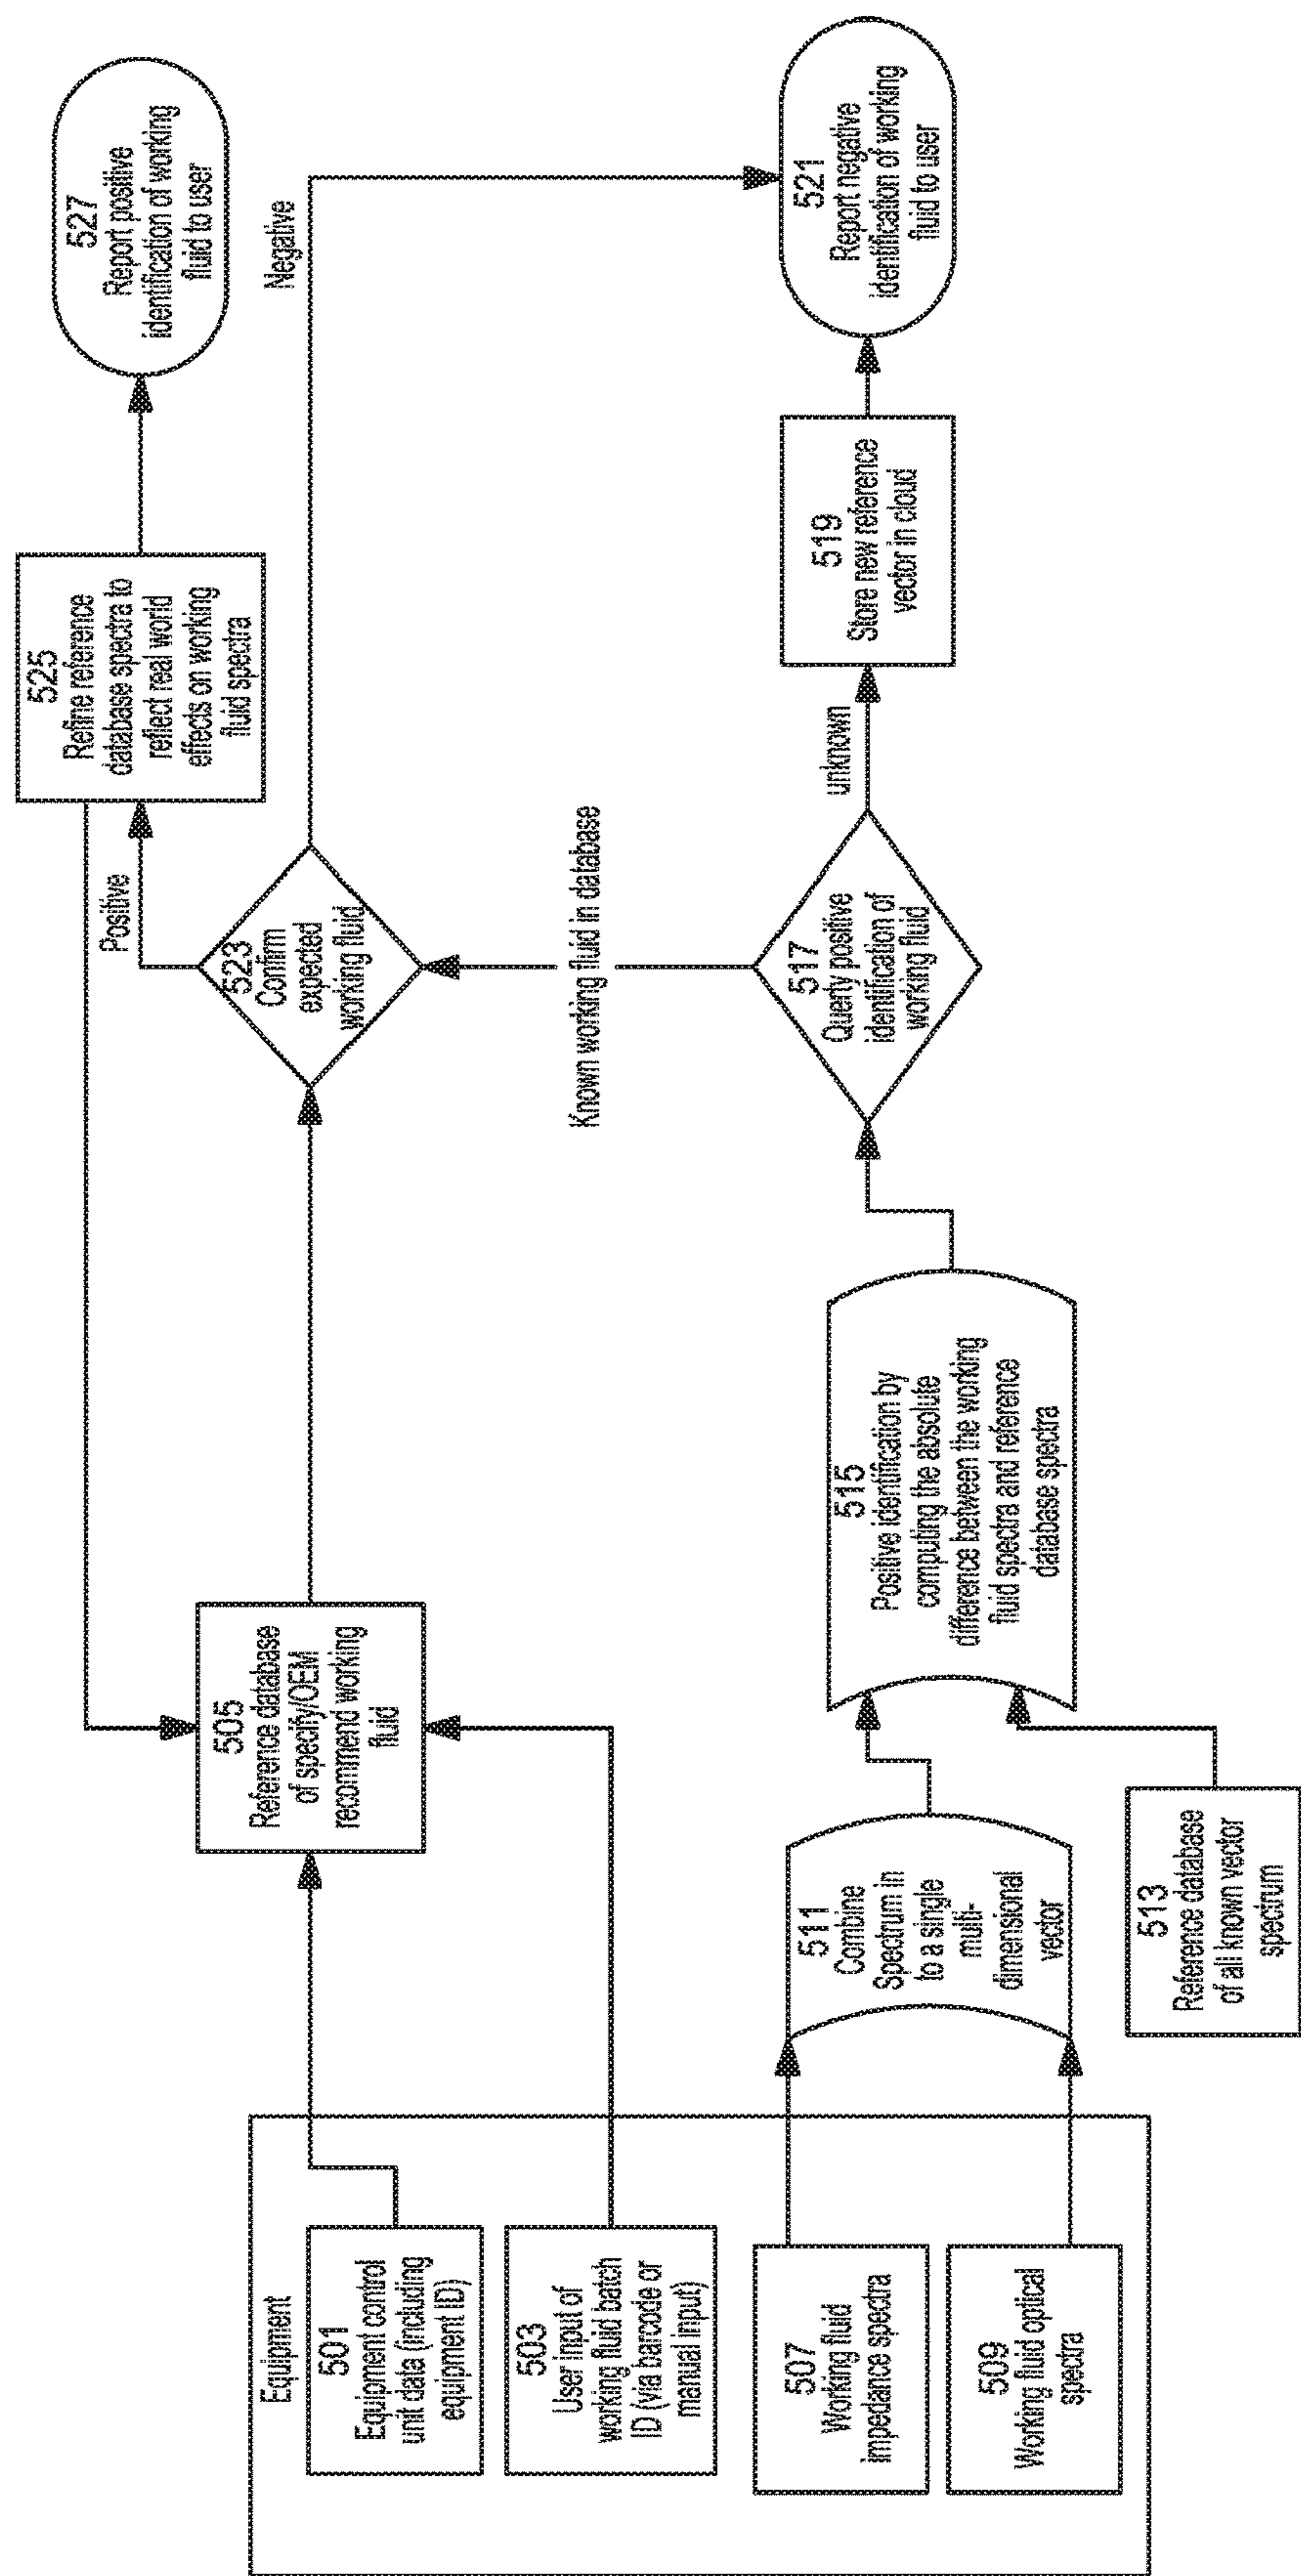 Equipment
501
Equipment control
unit data (including
equipment ID)
503
User input of
working fluid batch
ID (via barcode or
manual input)
507
Working fluid
impedance spectra
509
Working fluid optical
spectra
505
Reference database
of specify/OEM
recommend working
fluid
511
Combine
Spectrum in
to a single
multi-
dimensional
vector
513
Reference database
of all known vector
spectrum
515
Positive identification by
computing the absolute
difference between the working
fluid spectra and reference
database spectra
517
Querty positive
identification of
working fluid
Known working fluid in database
unknown
523
Confirm
expected
working fluid
Positive
Negative
525
Refine reference
database spectra to
reflect real world
effects on working
fluid spectra
527
Report positive
identification of working
fluid to user
519
Store new reference
vector in cloud
521
Report negative
identification of working
fluid to user